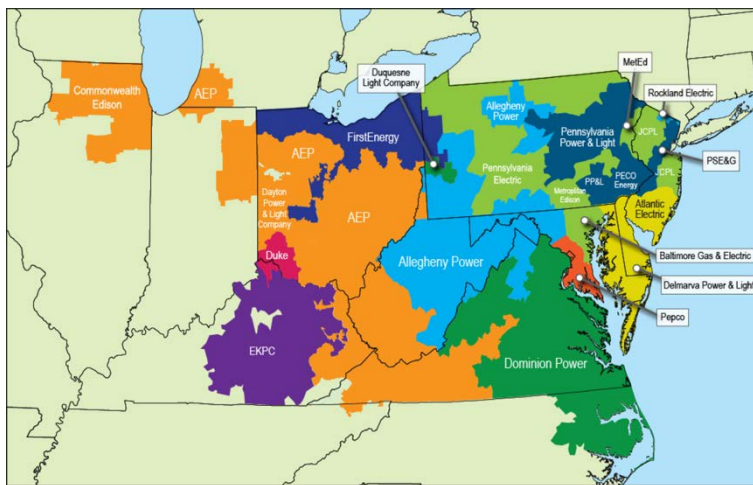 Commonwealth
Edison
AEP
Duquesne
Light Company
MetEd
Rockland Electric
Allegheny
Power
FirstEnergy
AEP
Pennsylvania
Power & Light
JCPL
PSE&G
Pennsylvania
Electric
PP&L
PECO
Energy
JCPL
Dayton
Power
& Light
Company
Metropolitan
Edison
AEP
Atlantic
Electric
Duke
Allegheny Power
Baltimore Gas & Electric
Delmarva Power & Light
Pepco
EKPC
Dominion Power